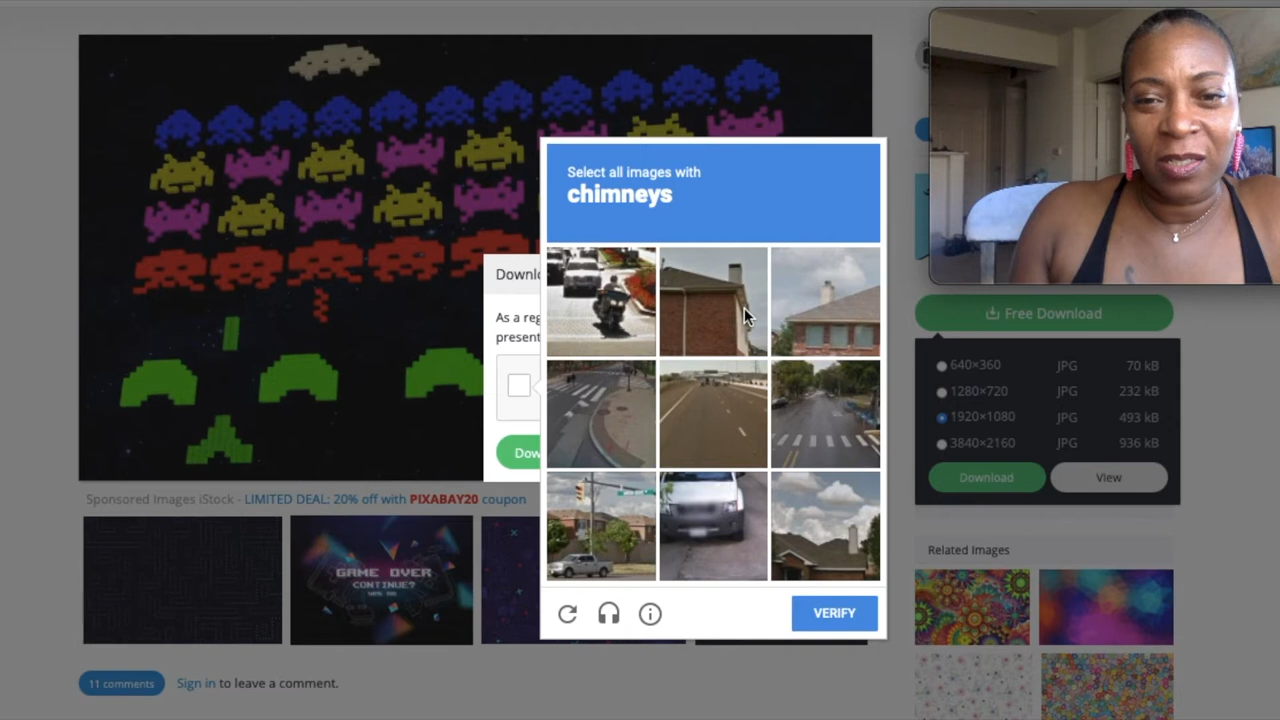 Select all images with
chimneys
Downlo
As a reg
present
Dow
VERIFY
Free Download
640×360 JPG 70 kB
1280×720 JPG 232 kB
1920×1080 JPG 493 kB
3840×2160 JPG 936 kB
Download View
Sponsored Images iStock - LIMITED DEAL: 20% off with PIXABAY20 coupon
GAME OVER
CONTINUE?
Related Images
11 comments Sign in to leave a comment.